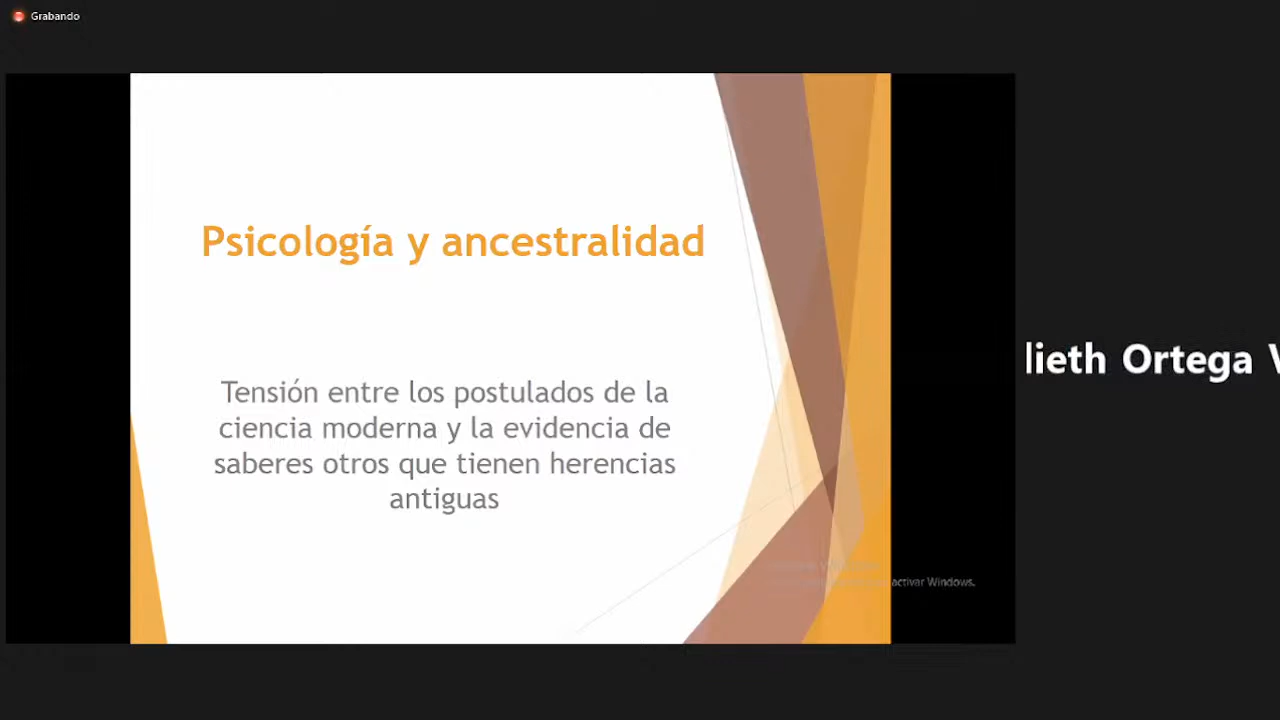 Grabando
Psicología y ancestralidad
Tensión entre los postulados de la
ciencia moderna y la evidencia de
saberes otros que tienen herencias
antiguas
lieth Ortega V
activar Windows.